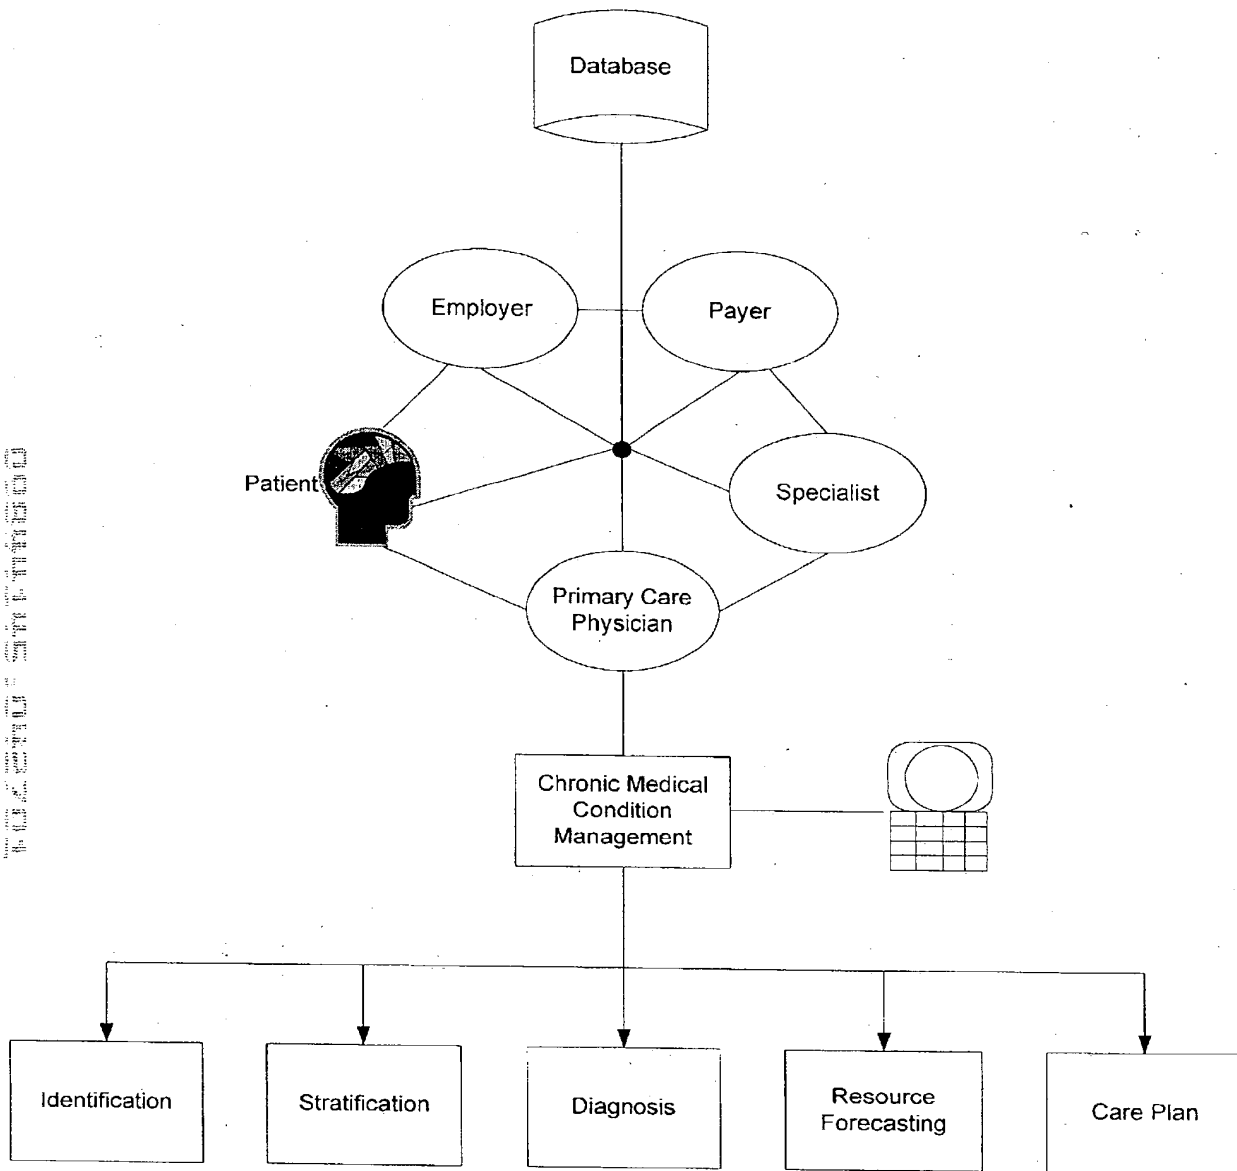 Database
Employer
Payer
Patient
Specialist
Primary Care
Physician
Chronic Medical
Condition
Management
Identification
Stratification
Diagnosis
Resource
Forecasting
Care Plan